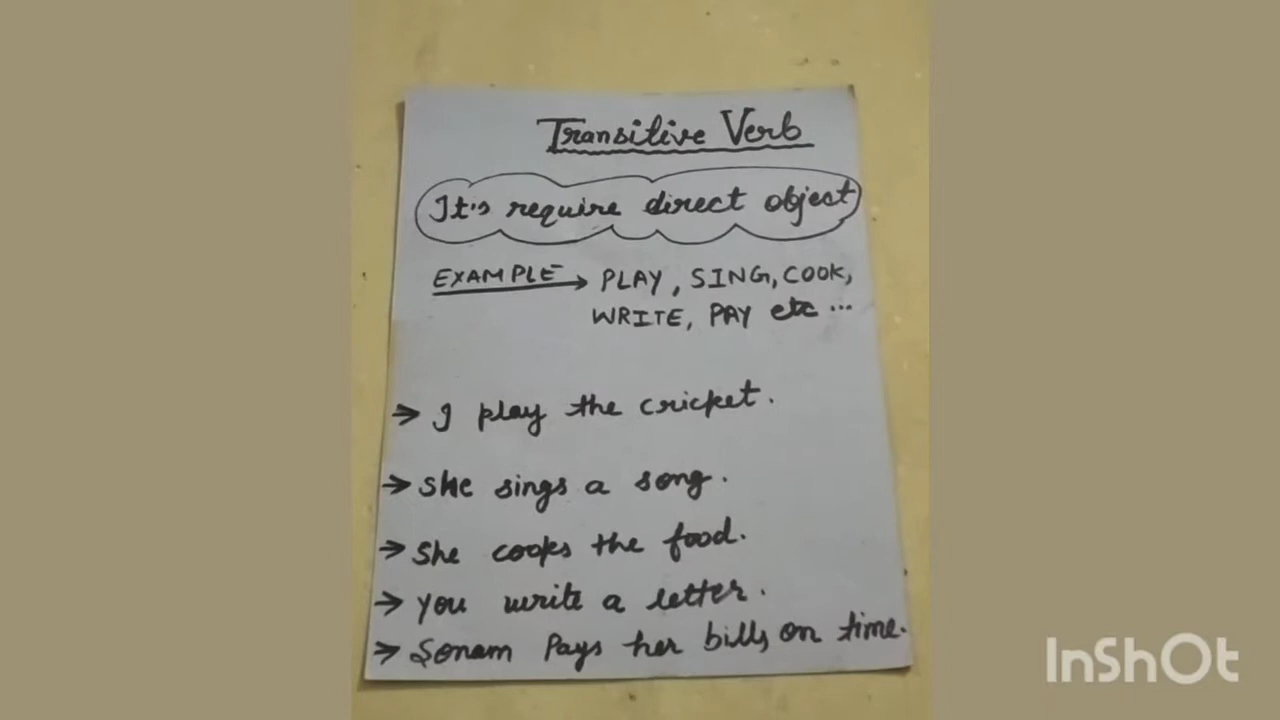 Transitive Verb
It's require direct object
EXAMPLE → PLAY, SING, COOK,
WRITE, PAY etc ...
→ I play the cricket.
→ She sings a song.
→ She cooks the food.
→ You write a letter.
→ Sonam Pays her bills on time.
InShOt